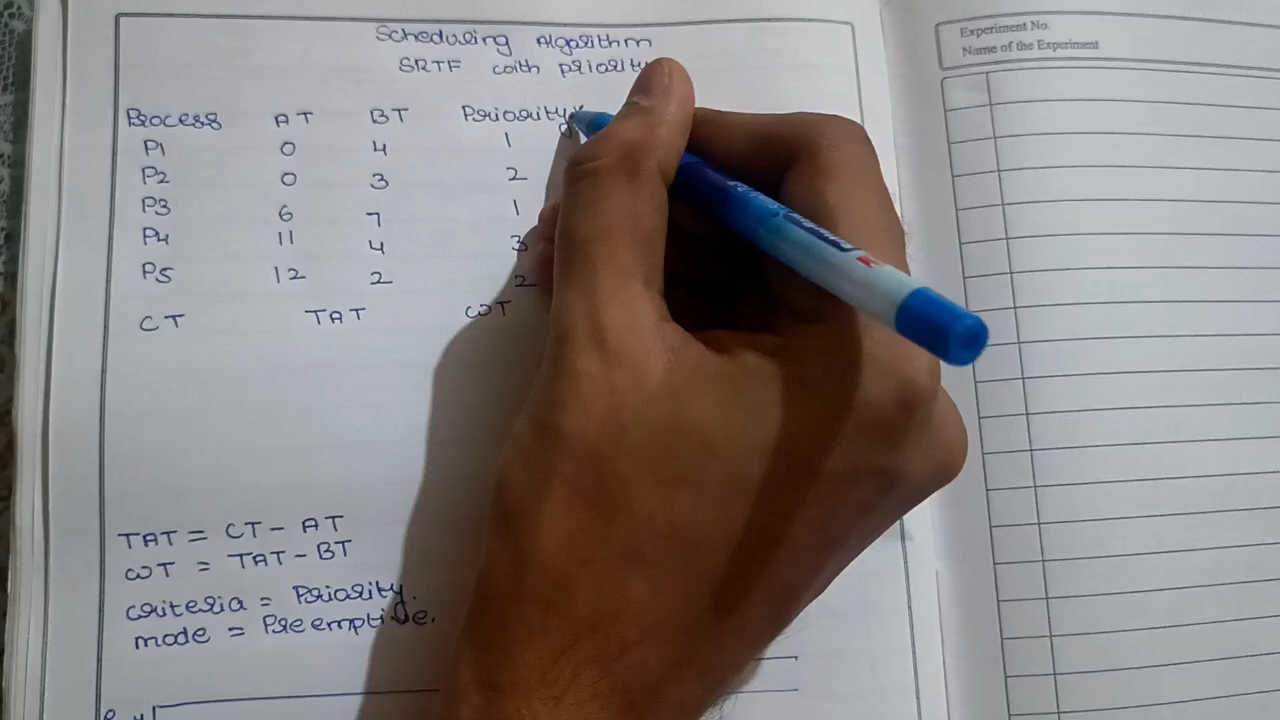 Scheduling Algorithm
SRTF with priority
Process AT BT Priority
P1 0 4 1
P2 0 3 2
P3 6 7 1
P4 11 4 3
P5 12 2 2
CT TAT WT
TAT = CT - AT
WT = TAT - BT
criteria = Priority.
mode = Preemptive.
Experiment No.
Name of the Experiment